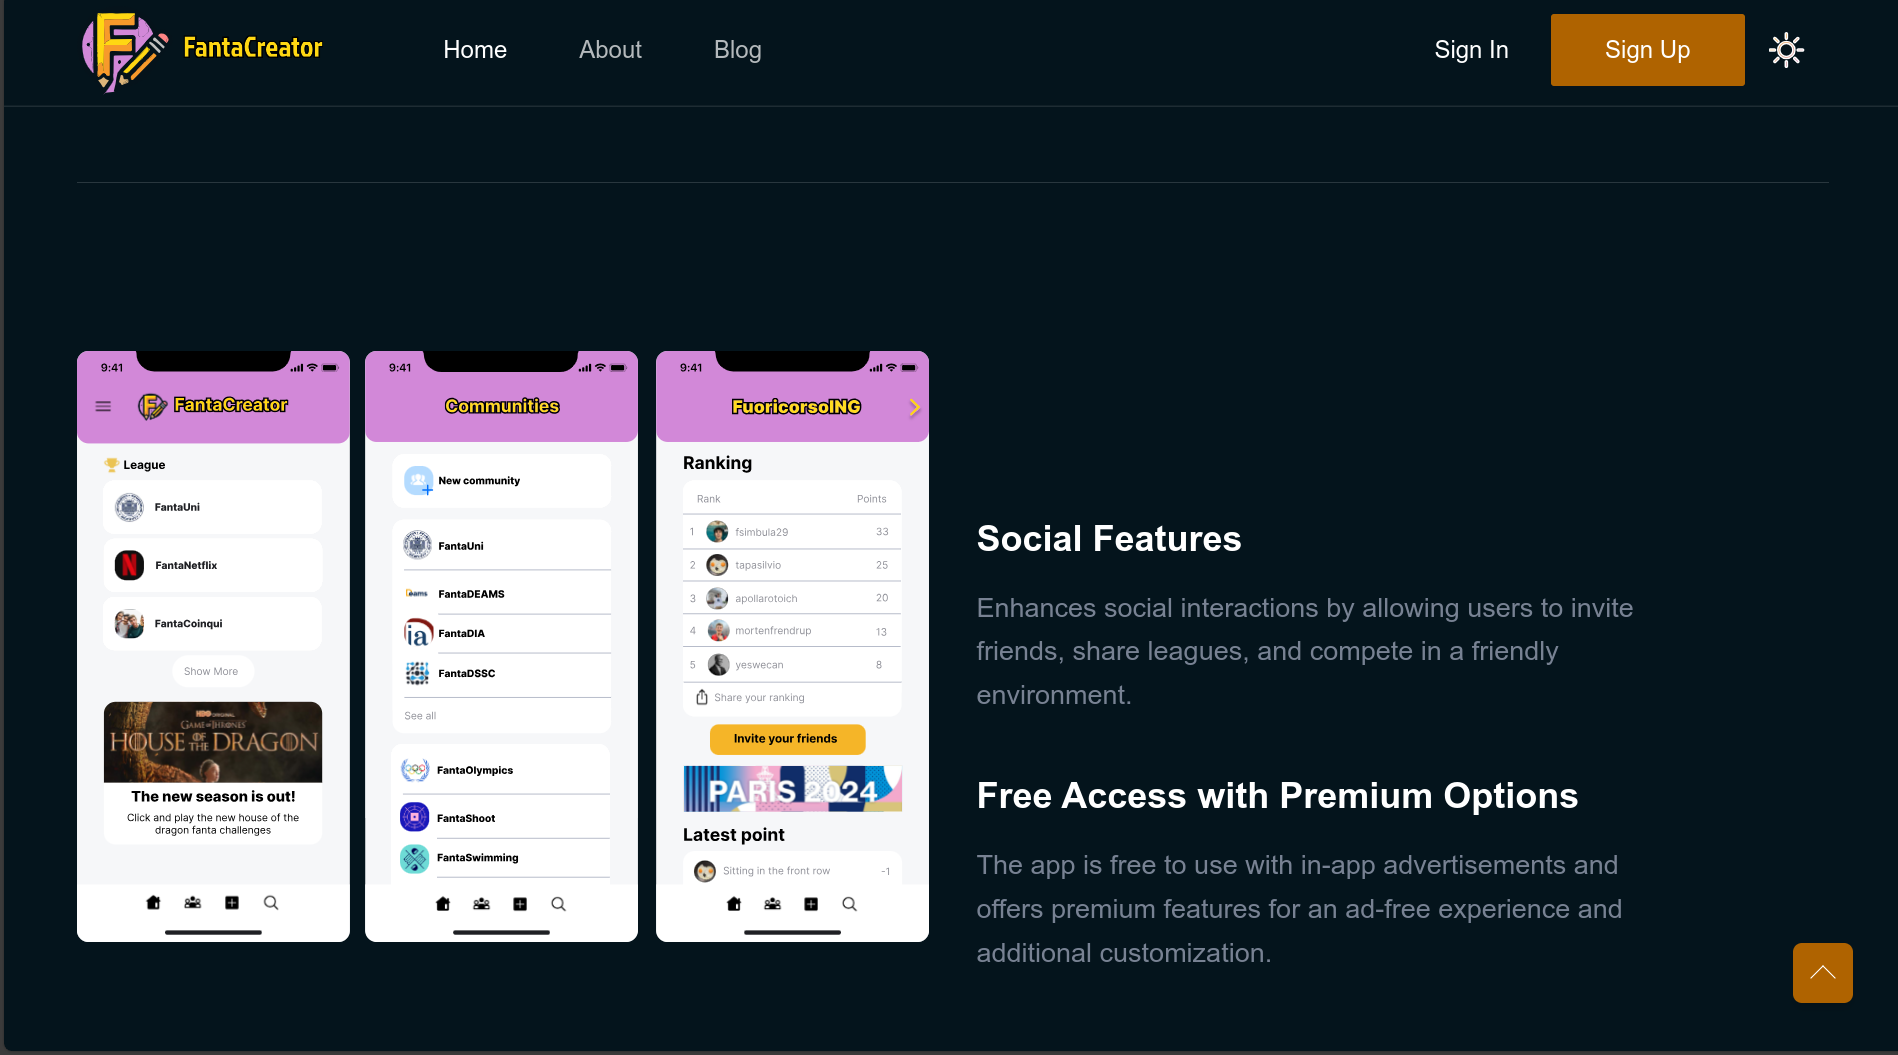 FantaCreator
Home
About
Blog
Sign In
Sign Up
9:41
FantaCreator
League
FantaUni
FantaNetflix
FantaCoinqui
Show More
HBO ORIGINAL
GAME OF THRONES
HOUSE OF THE DRAGON
The new season is out!
Click and play the new house of the
dragon fanta challenges
9:41
Communities
New community
FantaUni
Deams
FantaDEAMS
ia
FantaDIA
FantaDSSC
See all
FantaOlympics
FantaShoot
FantaSwimming
9:41
FuoricorsoING
Ranking
Rank Points
1 fsimbula29 33
2 tapasilvio 25
3 apollarotoich 20
4 mortenfrendrup 13
5 yeswecan 8
Share your ranking
Invite your friends
PARIS 2024
Latest point
Sitting in the front row -1
Social Features
Enhances social interactions by allowing users to invite
friends, share leagues, and compete in a friendly
environment.
Free Access with Premium Options
The app is free to use with in-app advertisements and
offers premium features for an ad-free experience and
additional customization.